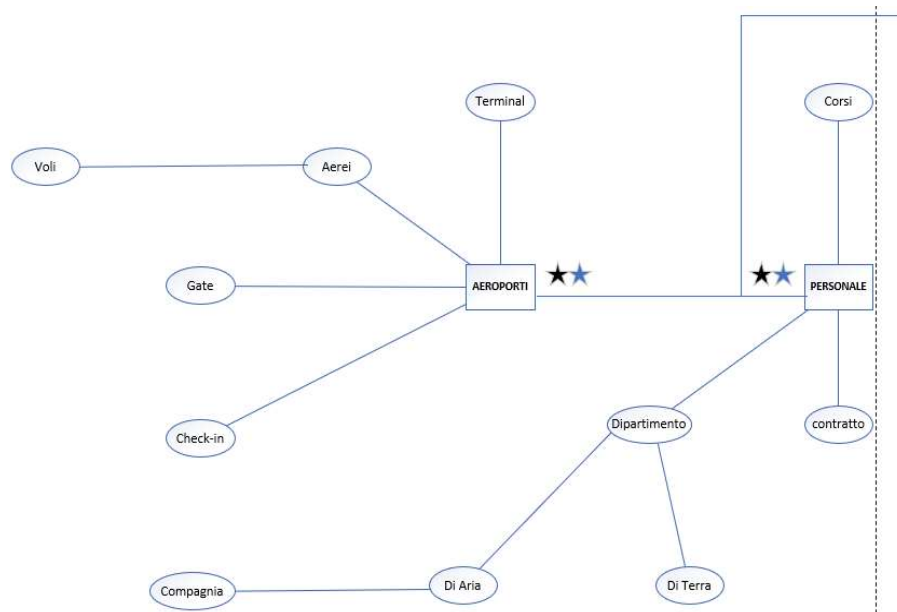 Terminal
Corsi
Voli
Aerei
Gate
AEROPORTI
PERSONALE
Check-in
Dipartimento
contratto
Compagnia
Di Aria
Di Terra